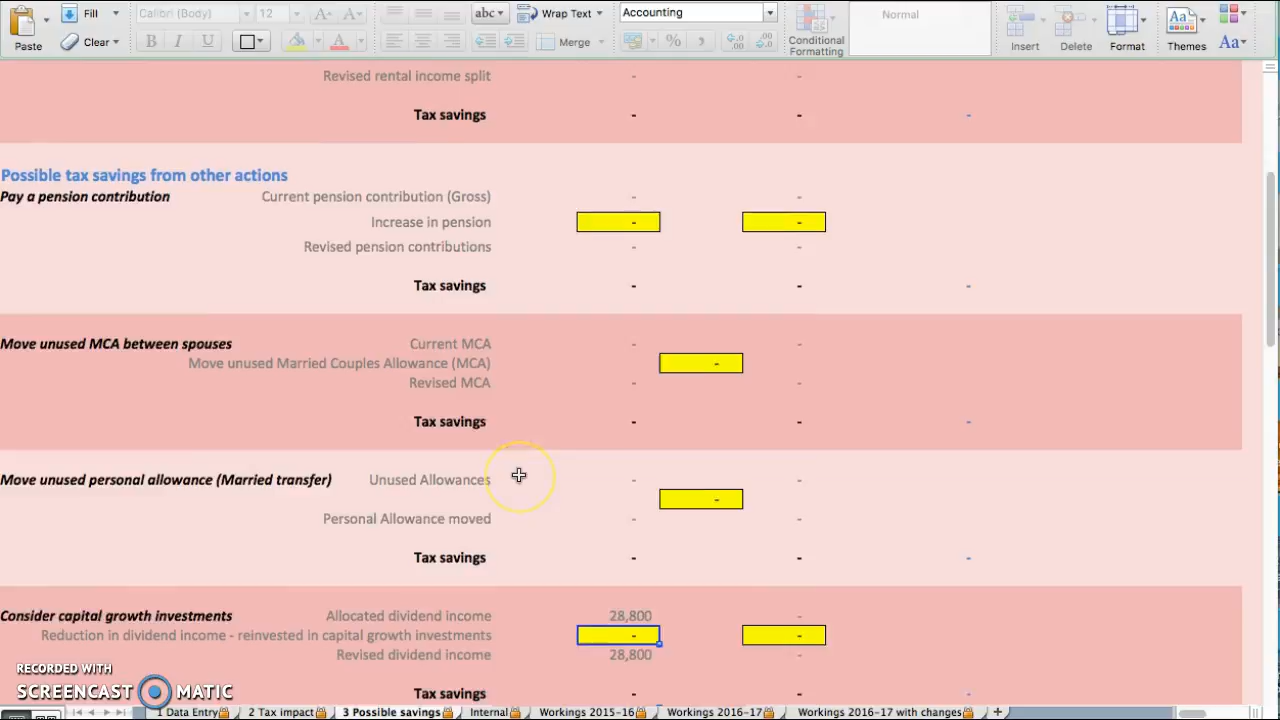 Fill Calibri (Body) 12 abc Wrap Text Accounting Normal
Paste Clear B I U Merge % Conditional Formatting Insert Delete Format Themes Aa
Revised rental income split - -
Tax savings - - -
Possible tax savings from other actions
Pay a pension contribution Current pension contribution (Gross) - -
Increase in pension - -
Revised pension contributions - -
Tax savings - - -
Move unused MCA between spouses Current MCA - -
Move unused Married Couples Allowance (MCA) -
Revised MCA - -
Tax savings - - -
Move unused personal allowance (Married transfer) Unused Allowances - -
-
Personal Allowance moved - -
Tax savings - - -
Consider capital growth investments Allocated dividend income 28,800 -
Reduction in dividend income - reinvested in capital growth investments - -
Revised dividend income 28,800 -
RECORDED WITH
SCREENCAST MATIC
Tax savings - - -
1 Data Entry 2 Tax impact 3 Possible savings Internal Workings 2015-16 Workings 2016-17 Workings 2016-17 with changes +